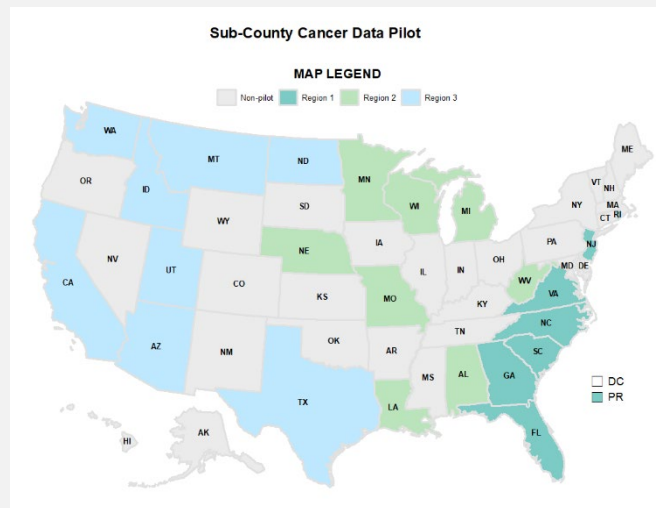 Sub-County Cancer Data Pilot
MAP LEGEND
Non-pilot Region 1 Region 2 Region 3
WA
MT
ND
MN
ME
OR
ID
WY
SD
WI
MI
VT
NH
NY
MA
CT
RI
NV
UT
CO
NE
IA
IL
IN
OH
PA
NJ
MD
DE
CA
KS
MO
KY
WV
VA
AZ
NM
OK
AR
TN
NC
SC
TX
LA
MS
AL
GA
FL
HI
AK
DC
PR